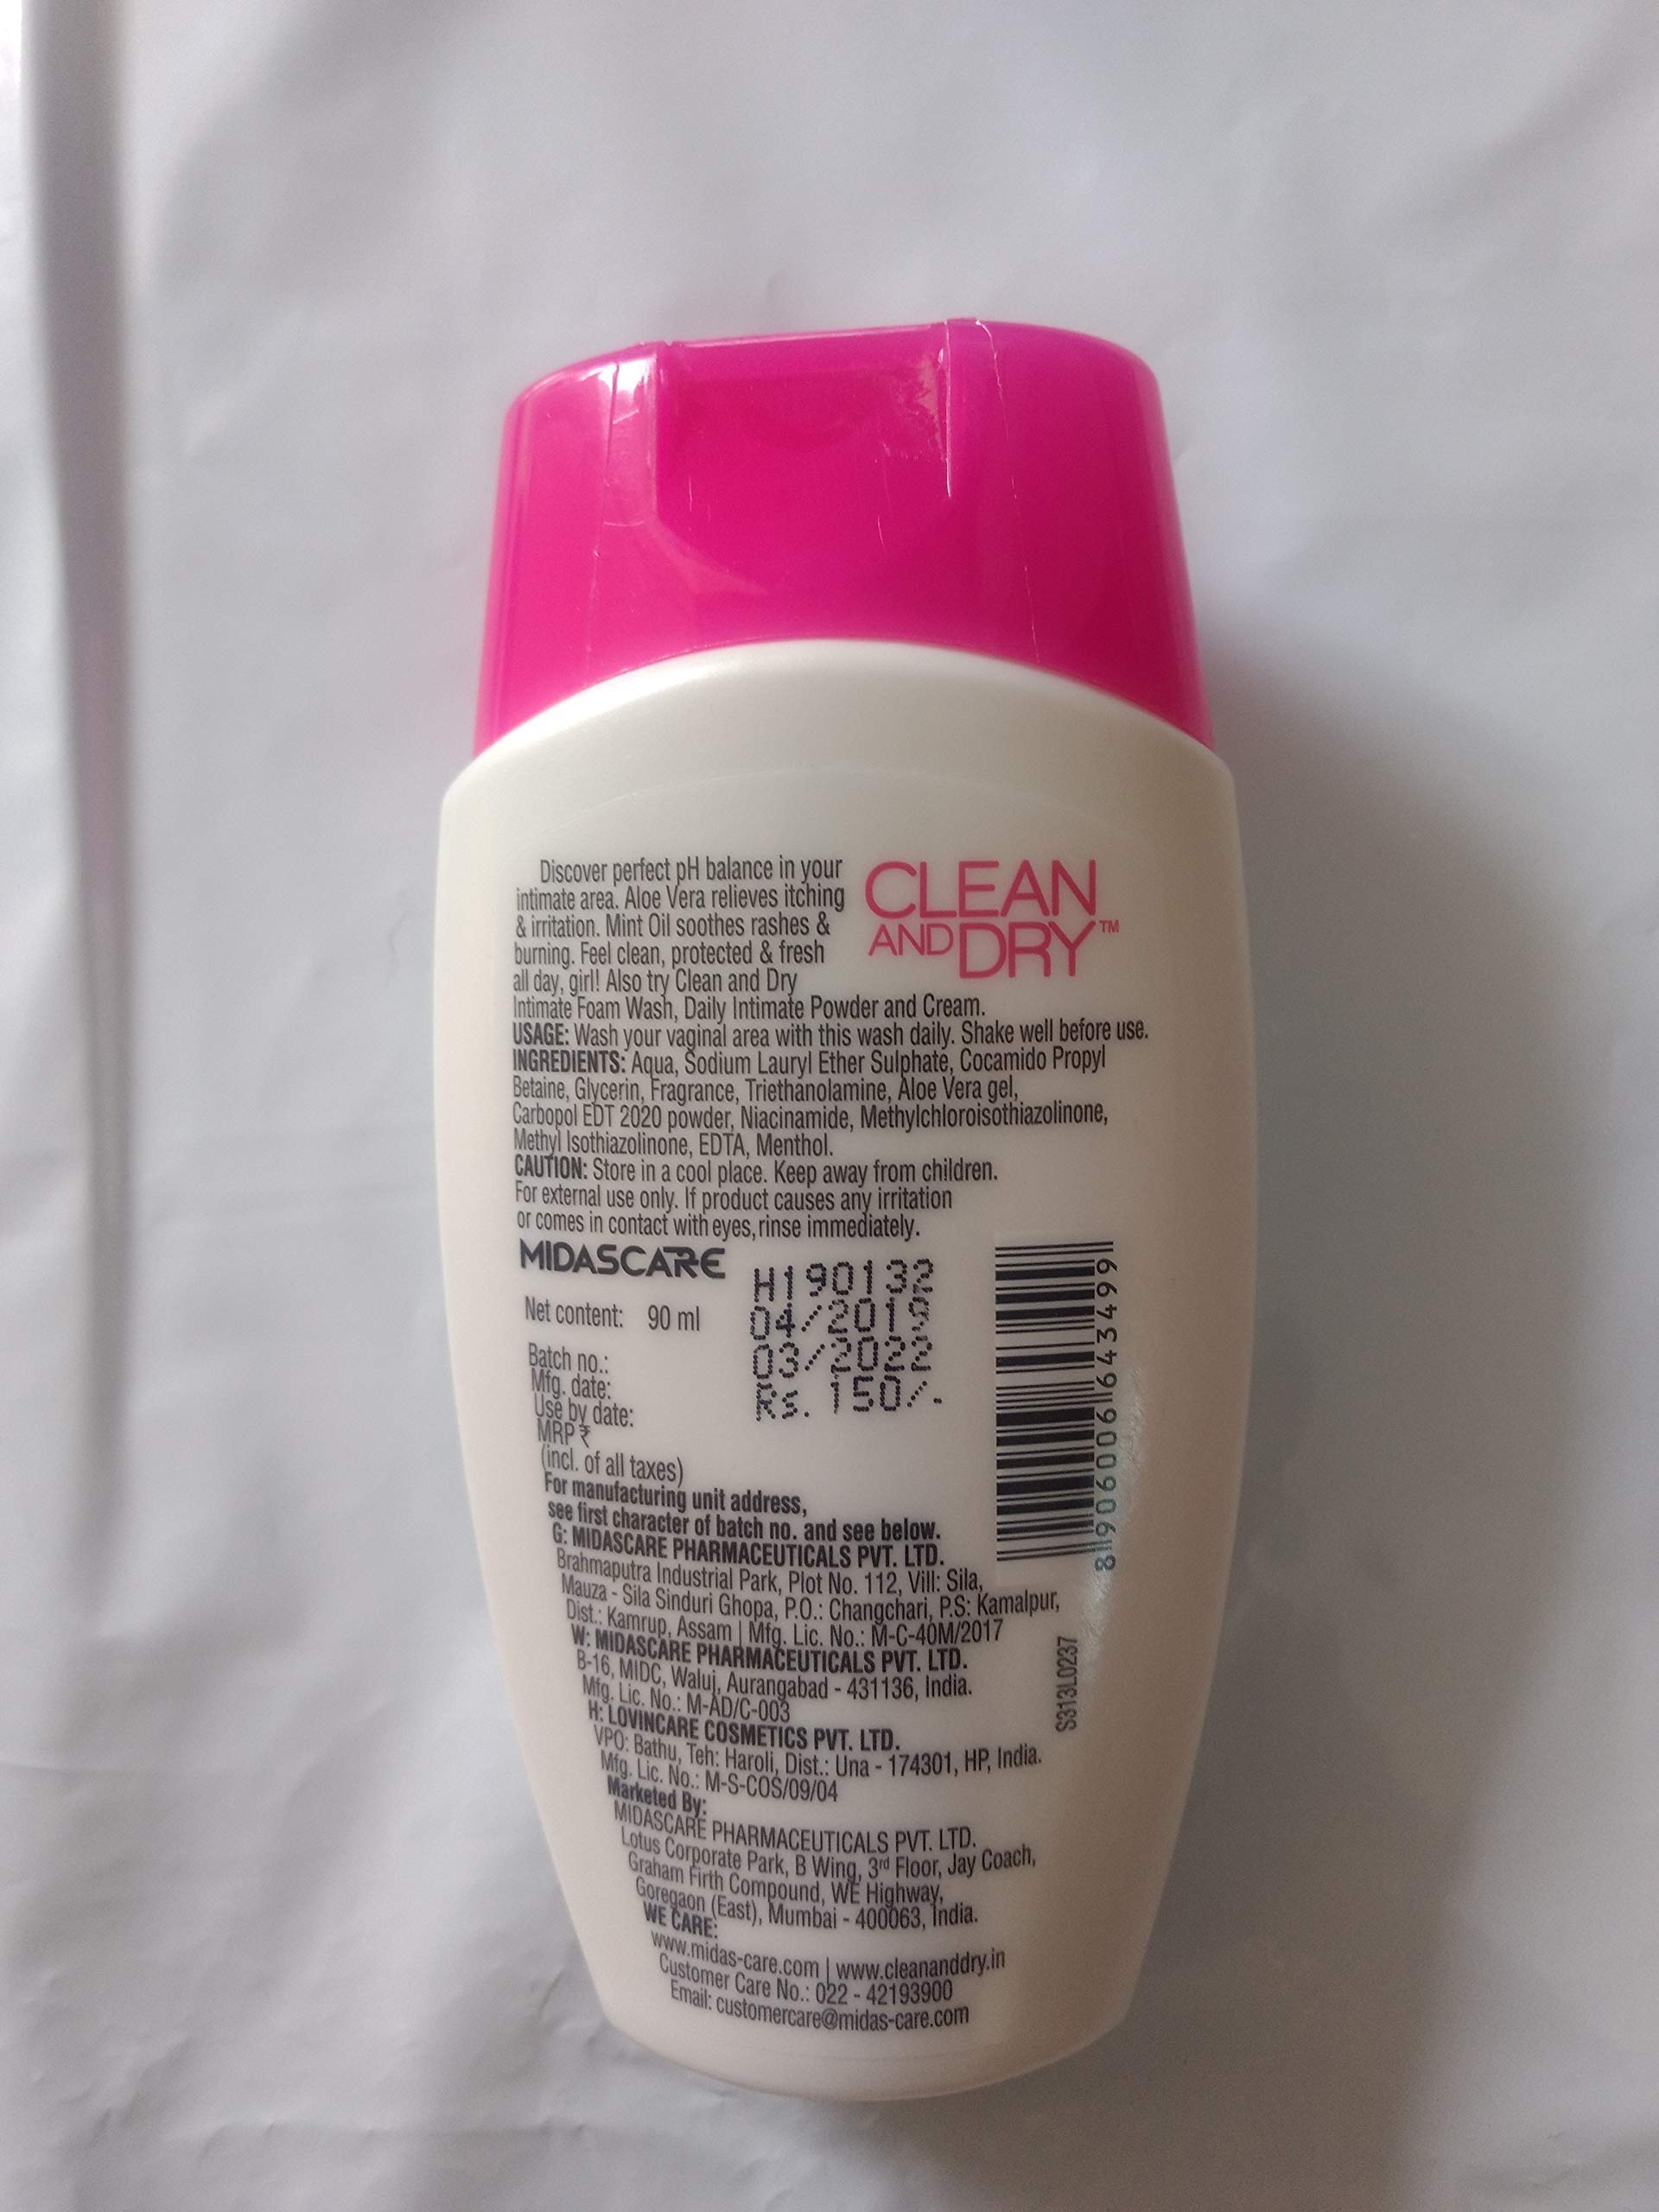 Discover perfect pH balance in your
intimate area. Aloe Vera relieves itching
& irritation. Mint Oil soothes rashes &
burning. Feel clean, protected & fresh
all day, girl! Also try Clean and Dry
Intimate Foam Wash, Daily Intimate Powder and Cream.
CLEAN
AND DRY™
USAGE: Wash your vaginal area with this wash daily. Shake well before use.
INGREDIENTS: Aqua, Sodium Lauryl Ether Sulphate, Cocamido Propyl
Betaine, Glycerin, Fragrance, Triethanolamine, Aloe Vera gel,
Carbopol EDT 2020 powder, Niacinamide, Methylchloroisothiazolinone,
Methyl Isothiazolinone, EDTA, Menthol.
CAUTION: Store in a cool place. Keep away from children.
For external use only. If product causes any irritation
or comes in contact with eyes, rinse immediately.
MIDASCARE
Net content: 90 ml
Batch no.:
Mfg. date:
Use by date:
MRP ₹
(incl. of all taxes)
H190132
04/2019
03/2022
Rs. 150/.
8 906006 643499
For manufacturing unit address,
see first character of batch no. and see below.
G: MIDASCARE PHARMACEUTICALS PVT. LTD.
Brahmaputra Industrial Park, Plot No. 112, Vill: Sila,
Mauza - Sila Sinduri Ghopa, P.O.: Changchari, P.S: Kamalpur,
Dist.: Kamrup, Assam | Mfg. Lic. No.: M-C-40M/2017
W: MIDASCARE PHARMACEUTICALS PVT. LTD.
B-16, MIDC, Waluj, Aurangabad - 431136, India.
Mfg. Lic. No.: M-AD/C-003
H: LOVINCARE COSMETICS PVT. LTD.
VPO: Bathu, Teh: Haroli, Dist.: Una - 174301, HP, India.
Mfg. Lic. No.: M-S-COS/09/04
S313L0237
Marketed By:
MIDASCARE PHARMACEUTICALS PVT. LTD.
Lotus Corporate Park, B Wing, 3rd Floor, Jay Coach,
Graham Firth Compound, WE Highway,
Goregaon (East), Mumbai - 400063, India.
WE CARE:
www.midas-care.com | www.cleananddry.in
Customer Care No.: 022 - 42193900
Email: customercare@midas-care.com